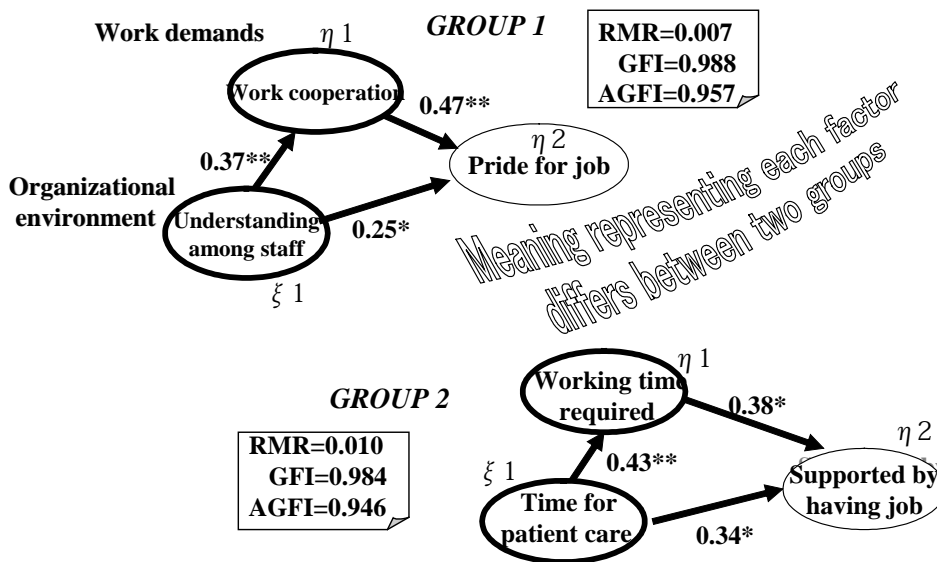 Work demands
η 1
GROUP 1
RMR=0.007
GFI=0.988
AGFI=0.957
Work cooperation
0.47**
η 2
Pride for job
0.37**
Organizational
environment
Understanding
among staff
0.25*
ξ 1
Meaning representing each factor
differs between two groups
GROUP 2
RMR=0.010
GFI=0.984
AGFI=0.946
η 1
Working time
required
0.38*
η 2
0.43**
ξ 1
Supported by
having job
Time for
patient care
0.34*